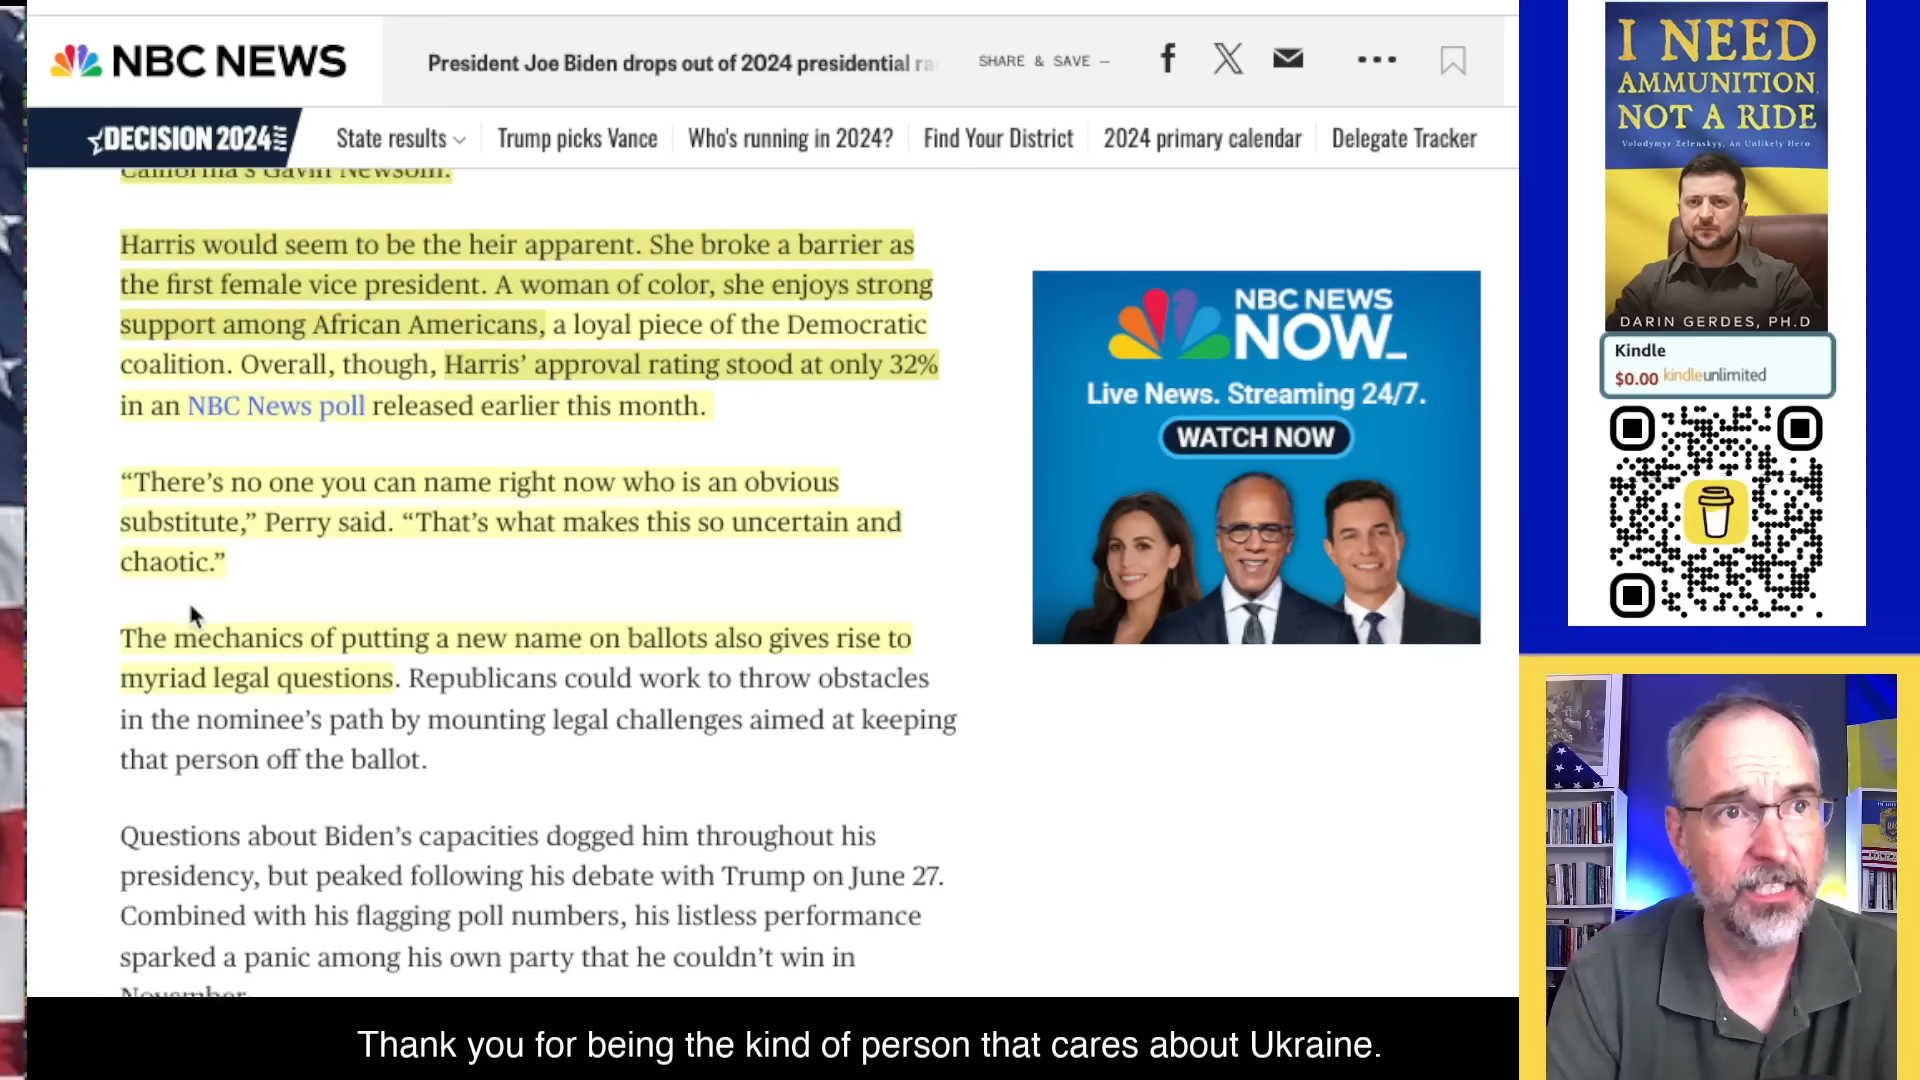 NBC NEWS
President Joe Biden drops out of 2024 presidential ra
SHARE & SAVE —
DECISION 2024
State results
Trump picks Vance
Who's running in 2024?
Find Your District
2024 primary calendar
Delegate Tracker
California's Gavin Newsom.
Harris would seem to be the heir apparent. She broke a barrier as
the first female vice president. A woman of color, she enjoys strong
support among African Americans, a loyal piece of the Democratic
coalition. Overall, though, Harris’ approval rating stood at only 32%
in an NBC News poll released earlier this month.
“There’s no one you can name right now who is an obvious
substitute,” Perry said. “That’s what makes this so uncertain and
chaotic.”
The mechanics of putting a new name on ballots also gives rise to
myriad legal questions. Republicans could work to throw obstacles
in the nominee’s path by mounting legal challenges aimed at keeping
that person off the ballot.
Questions about Biden’s capacities dogged him throughout his
presidency, but peaked following his debate with Trump on June 27.
Combined with his flagging poll numbers, his listless performance
sparked a panic among his own party that he couldn’t win in
November.
NBC NEWS
NOW_
Live News. Streaming 24/7.
WATCH NOW
I NEED
AMMUNITION,
NOT A RIDE
Volodymyr Zelenskyy, An Unlikely Hero
DARIN GERDES, PH.D
Kindle
$0.00 kindleunlimited
Thank you for being the kind of person that cares about Ukraine.